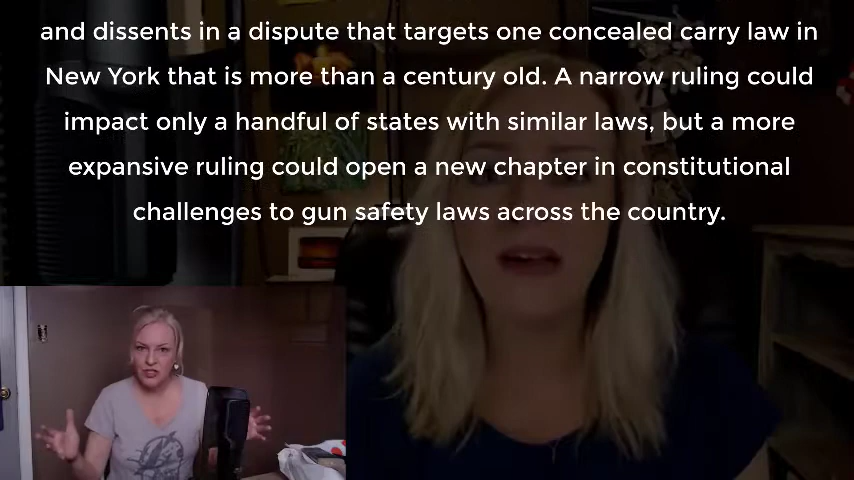 and dissents in a dispute that targets one concealed carry law in
New York that is more than a century old. A narrow ruling could
impact only a handful of states with similar laws, but a more
expansive ruling could open a new chapter in constitutional
challenges to gun safety laws across the country.